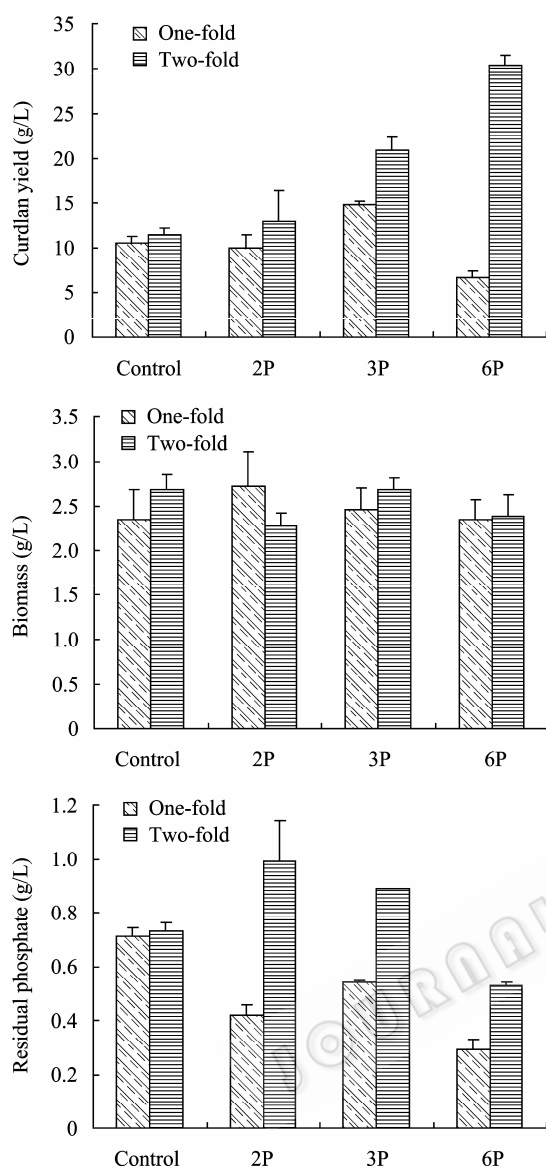 35
One-fold
Two-fold
30
25
20
15
10
5
0
Curdlan yield (g/L)
Control 2P 3P 6P
3.5
One-fold
Two-fold
3.0
2.5
2.0
1.5
1.0
0.5
0
Biomass (g/L)
Control 2P 3P 6P
1.2
One-fold
Two-fold
1.0
0.8
0.6
0.4
0.2
0
Residual phosphate (g/L)
Control 2P 3P 6P
JOURNAL